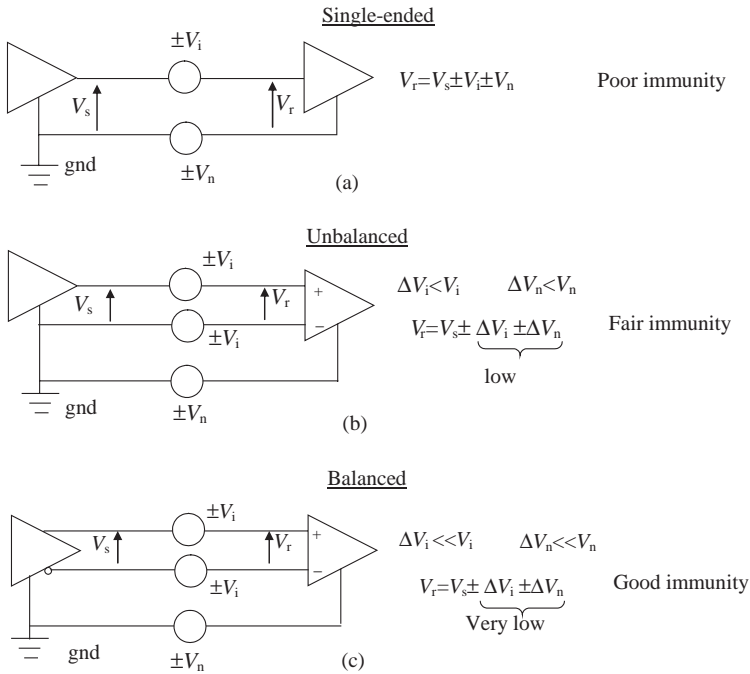 Single-ended
±Vi
Vs
Vr
Vr=Vs±Vi±Vn
Poor immunity
gnd
±Vn
(a)
Unbalanced
±Vi
Vs
Vr
+
−
±Vi
ΔVi<Vi
ΔVn<Vn
Vr=Vs± ΔVi ±ΔVn
Fair immunity
low
gnd
±Vn
(b)
Balanced
±Vi
Vs
Vr
+
−
±Vi
ΔVi<<Vi
ΔVn<<Vn
Vr=Vs± ΔVi ±ΔVn
Good immunity
Very low
gnd
±Vn
(c)